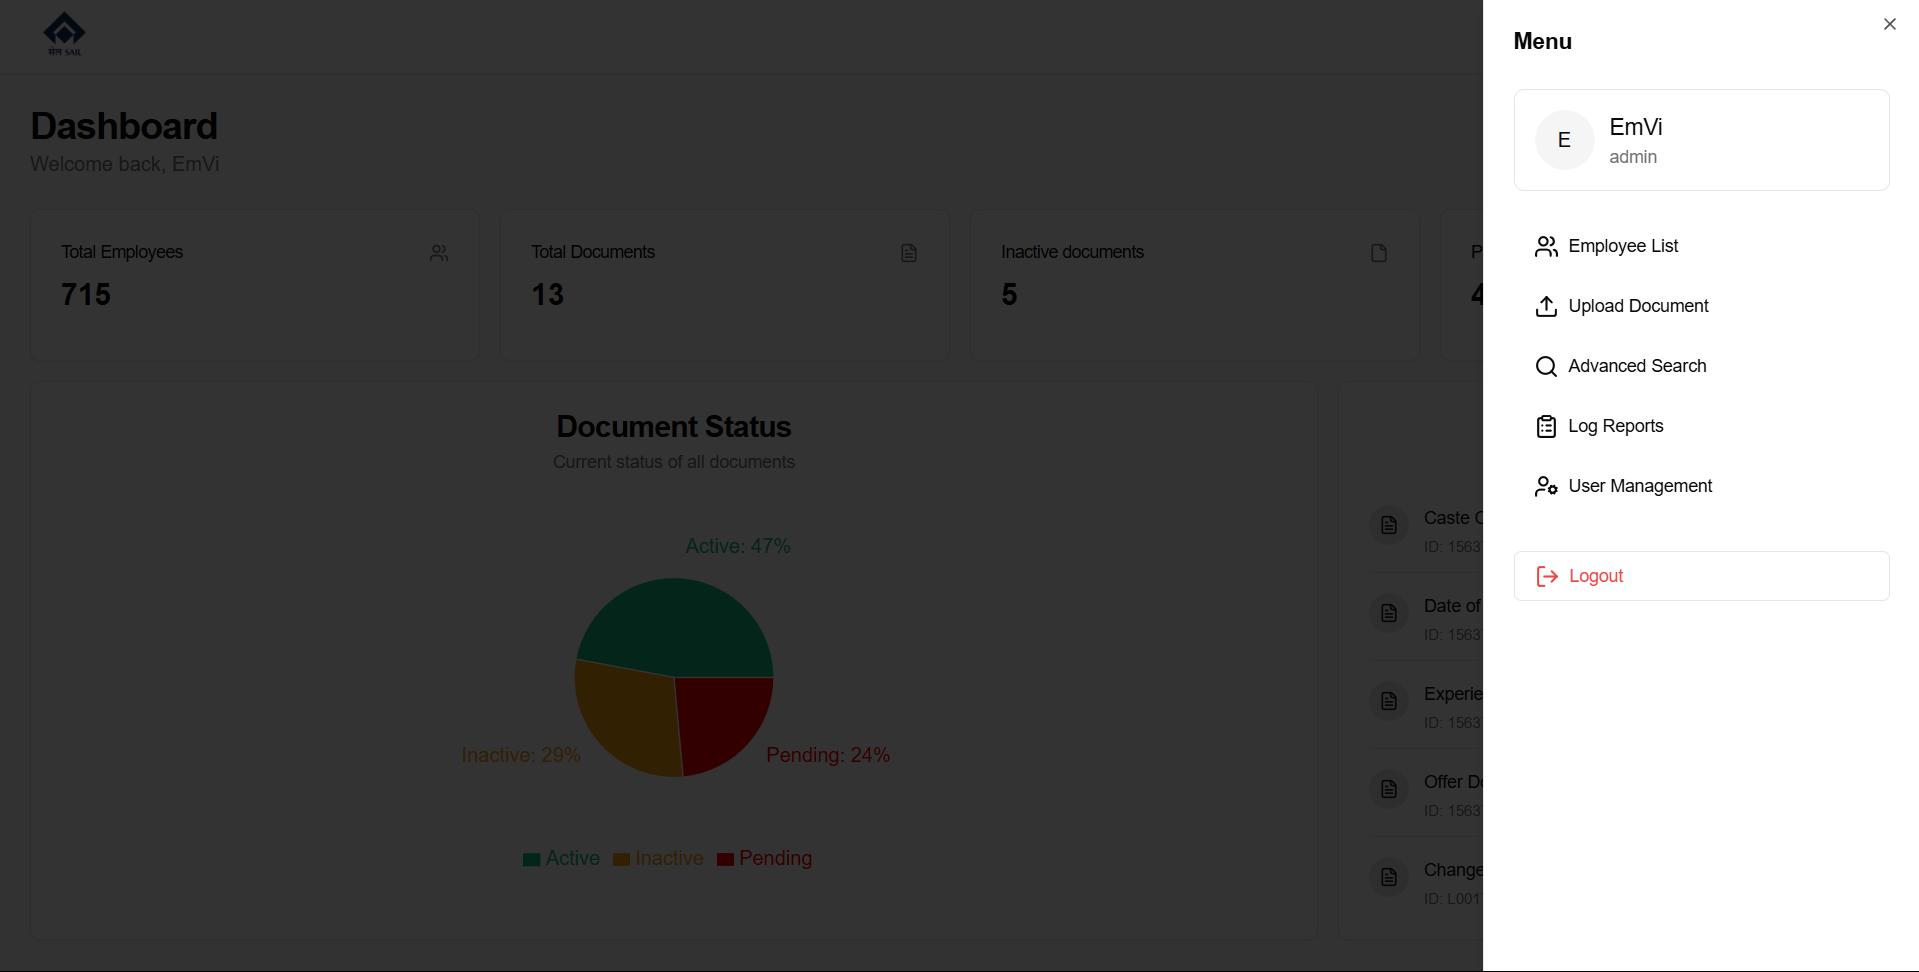 सेल SAIL
Dashboard
Welcome back, EmVi
Total Employees
715
Total Documents
13
Inactive documents
5
Document Status
Current status of all documents
Active: 47%
Inactive: 29%
Pending: 24%
Active Inactive Pending
Caste
ID: 1563
Date of
ID: 1563
ID: 1563
Offer
ID: 1563
Change
ID: L001
Menu
E
EmVi
admin
Employee List
Upload Document
Advanced Search
Log Reports
User Management
Logout